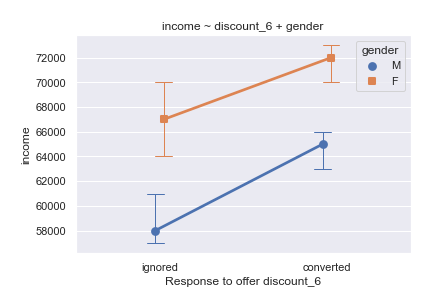 income ~ discount_6 + gender
gender
M
F
72000
70000
68000
66000
64000
62000
60000
58000
income
ignored
converted
Response to offer discount_6